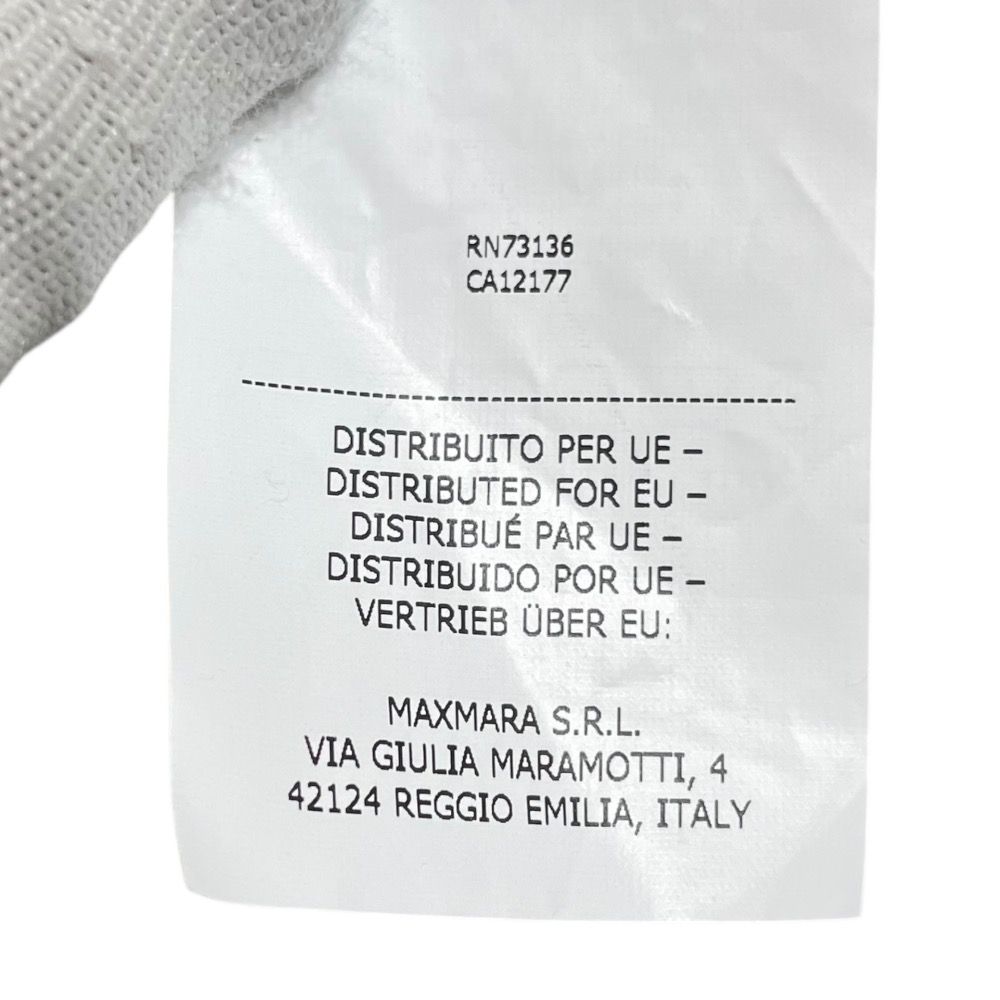 RN73136
CA12177
DISTRIBUITO PER UE –
DISTRIBUTED FOR EU –
DISTRIBUÉ PAR UE –
DISTRIBUIDO POR UE –
VERTRIEB ÜBER EU:
MAXMARA S.R.L.
VIA GIULIA MARAMOTTI, 4
42124 REGGIO EMILIA, ITALY